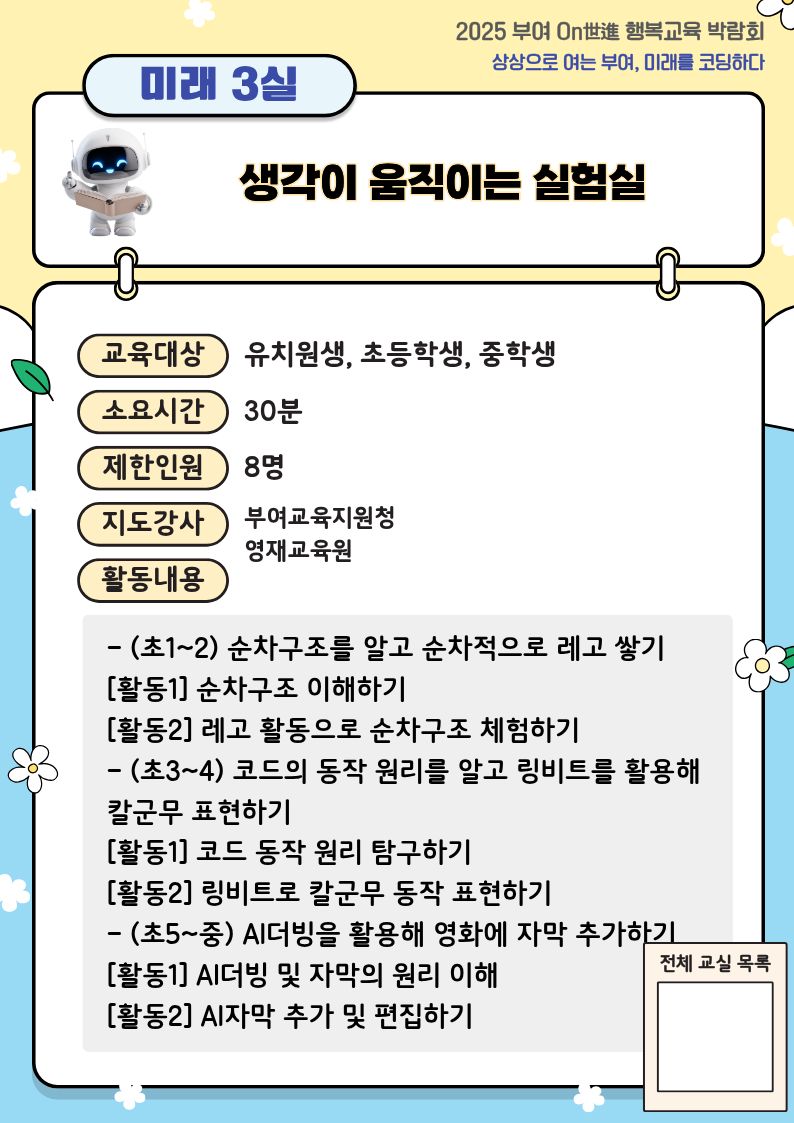 2025 부여 On世進 행복교육 박람회
상상으로 여는 부여, 미래를 코딩하다
미래 3실
생각이 움직이는 실험실
교육대상 유치원생, 초등학생, 중학생
소요시간 30분
제한인원 8명
지도강사 부여교육지원청
영재교육원
활동내용
- (초1~2) 순차구조를 알고 순차적으로 레고 쌓기
[활동1] 순차구조 이해하기
[활동2] 레고 활동으로 순차구조 체험하기
- (초3~4) 코드의 동작 원리를 알고 링비트를 활용해
칼군무 표현하기
[활동1] 코드 동작 원리 탐구하기
[활동2] 링비트로 칼군무 동작 표현하기
- (초5~중) AI더빙을 활용해 영화에 자막 추가하기
[활동1] AI더빙 및 자막의 원리 이해
[활동2] AI자막 추가 및 편집하기
전체 교실 목록